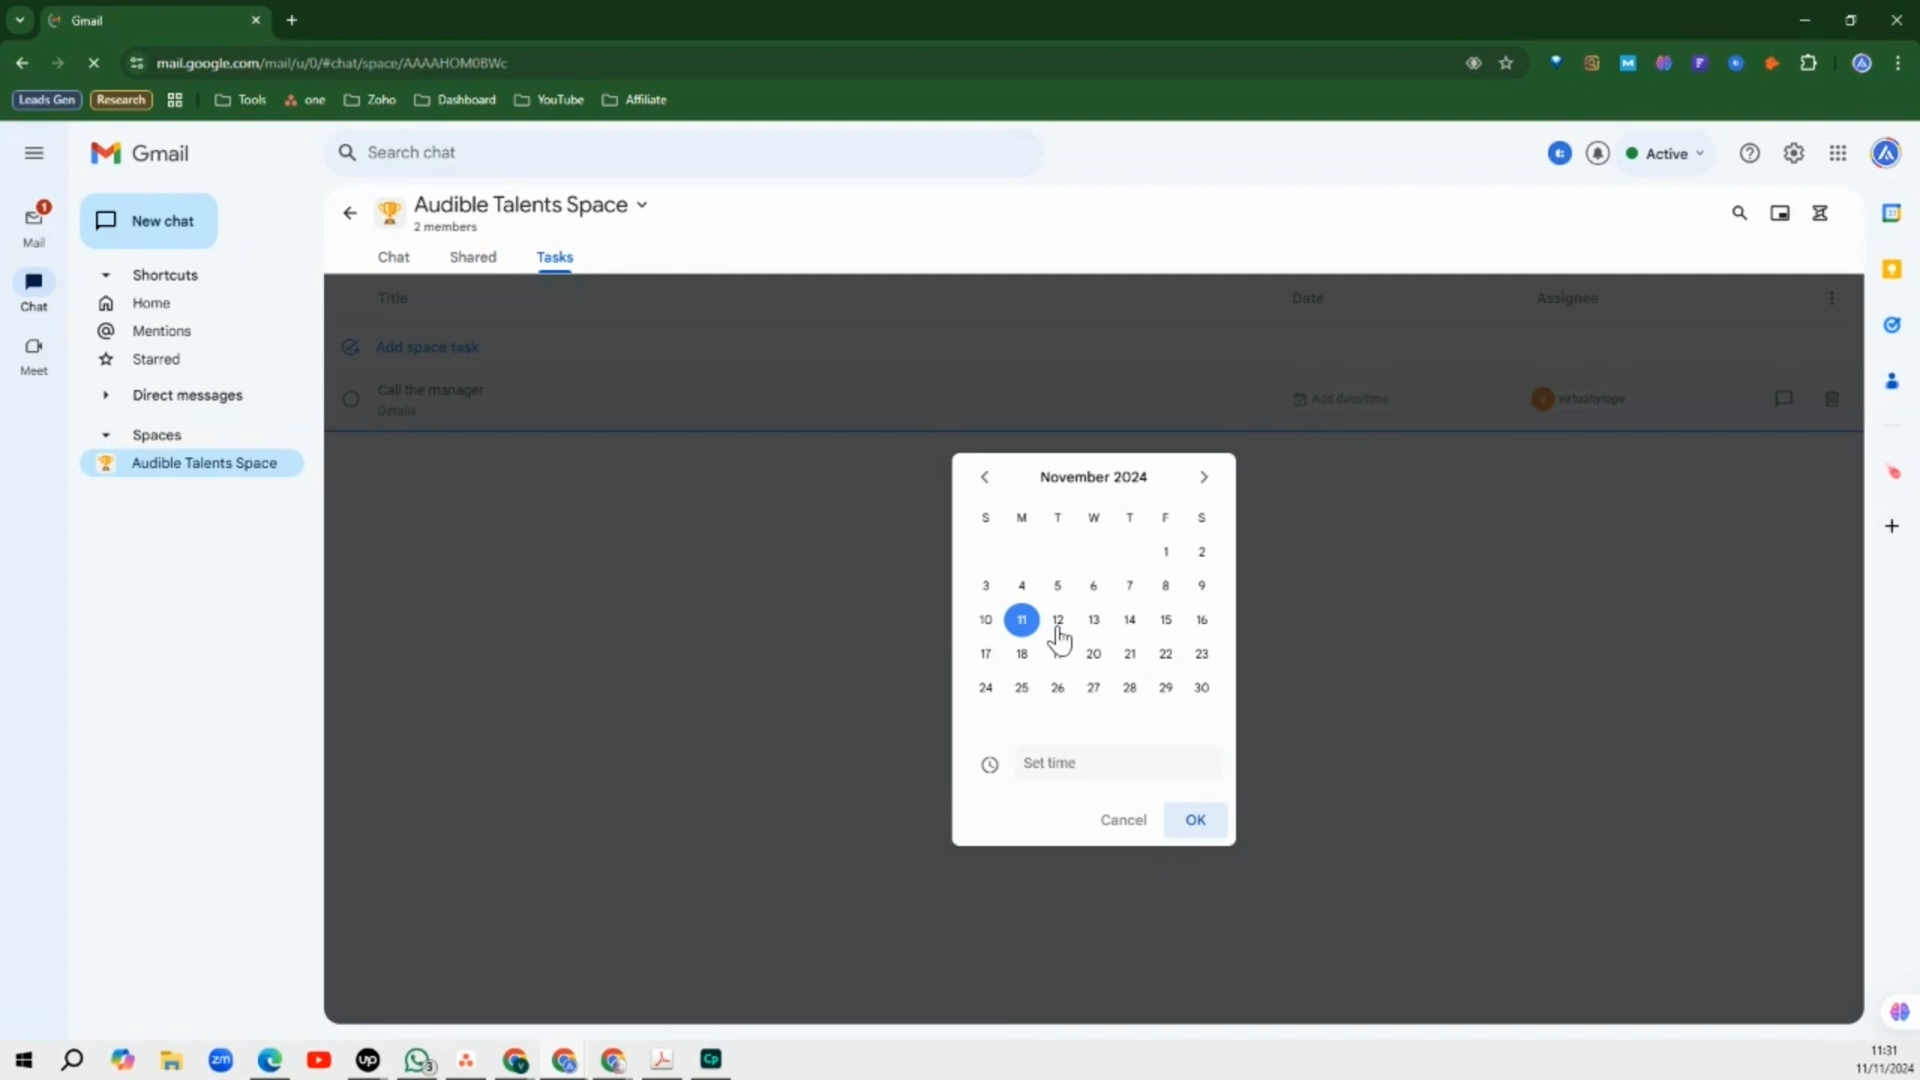 Gmail
mail.google.com/mail/u/0/#chat/space/AAAAHOM0BWc
Leads Gen
Research
Tools
one
Zoho
Dashboard
YouTube
Affiliate
Gmail
Search chat
Active
1
Mail
Chat
Meet
New chat
Shortcuts
Home
Mentions
Starred
Direct messages
Spaces
Audible Talents Space
Audible Talents Space
2 members
Chat
Shared
Tasks
Title
Date
Assignee
Add space task
Call the manager
Details
Add date/time
v
virtuallytope
November 2024
S M T W T F S
1 2
3 4 5 6 7 8 9
10 11 12 13 14 15 16
17 18 20 21 22 23
24 25 26 27 28 29 30
Set time
Cancel
OK
zm
up
3
Cp
11:31
11/11/2024